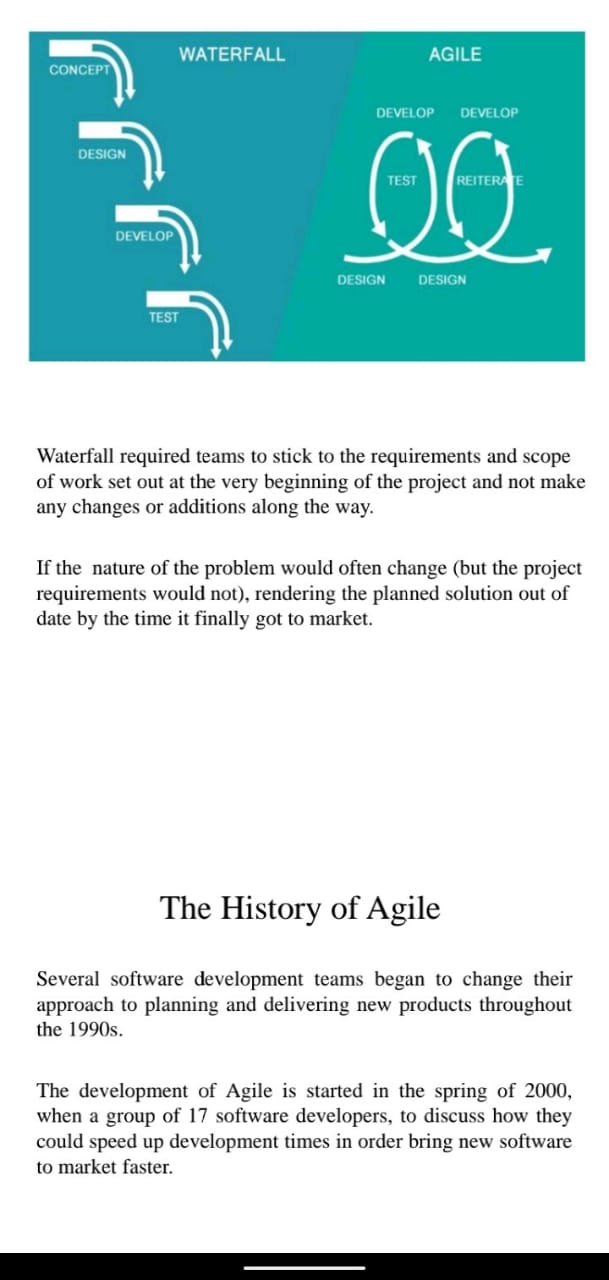 WATERFALL
AGILE
CONCEPT
DESIGN
DEVELOP
TEST
DEVELOP DEVELOP
TEST REITERATE
DESIGN DESIGN
Waterfall required teams to stick to the requirements and scope
of work set out at the very beginning of the project and not make
any changes or additions along the way.
If the nature of the problem would often change (but the project
requirements would not), rendering the planned solution out of
date by the time it finally got to market.
The History of Agile
Several software development teams began to change their
approach to planning and delivering new products throughout
the 1990s.
The development of Agile is started in the spring of 2000,
when a group of 17 software developers, to discuss how they
could speed up development times in order bring new software
to market faster.